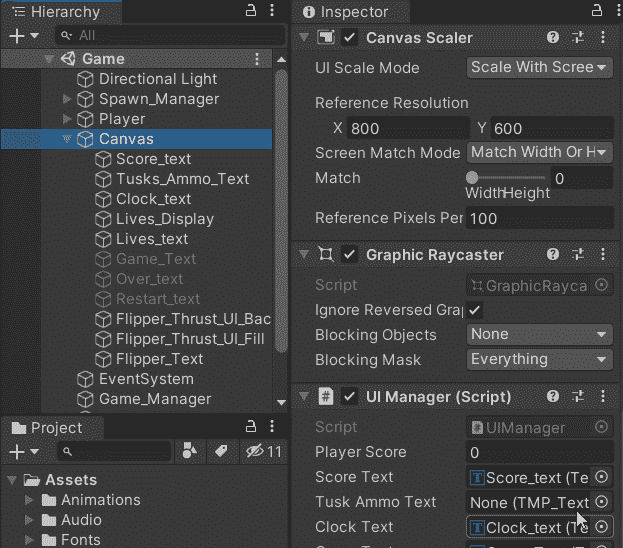 Hierarchy
All
Game
Directional Light
Spawn_Manager
Player
Canvas
Score_text
Tusks_Ammo_Text
Clock_text
Lives_Display
Lives_text
Game_Text
Over_text
Restart_text
Flipper_Thrust_UI_Bac
Flipper_Thrust_UI_Fill
Flipper_Text
EventSystem
Game_Manager
Project
11
Assets
Animations
Audio
Fonts
Inspector
Canvas Scaler
UI Scale Mode Scale With Scree
Reference Resolution
X 800 Y 600
Screen Match Mode Match Width Or H
Match 0
Width Height
Reference Pixels Per 100
Graphic Raycaster
Script GraphicRayca
Ignore Reversed Gra
Blocking Objects None
Blocking Mask Everything
# UI Manager (Script)
Script UIManager
Player Score 0
Score Text Score_text (Te
Tusk Ammo Text None (TMP_Text
Clock Text Clock_text (Te